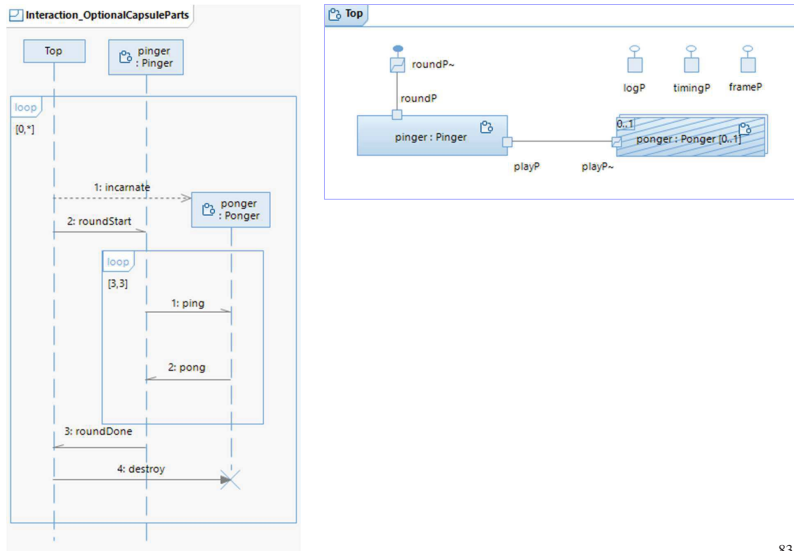 Interaction_OptionalCapsuleParts
Top
pinger
: Pinger
loop
[0,*]
1: incarnate
ponger
: Ponger
2: roundStart
loop
[3,3]
1: ping
2: pong
3: roundDone
4: destroy
Top
roundP~
roundP
logP
timingP
frameP
0..1
pinger : Pinger
ponger : Ponger [0..1]
playP
playP~
83